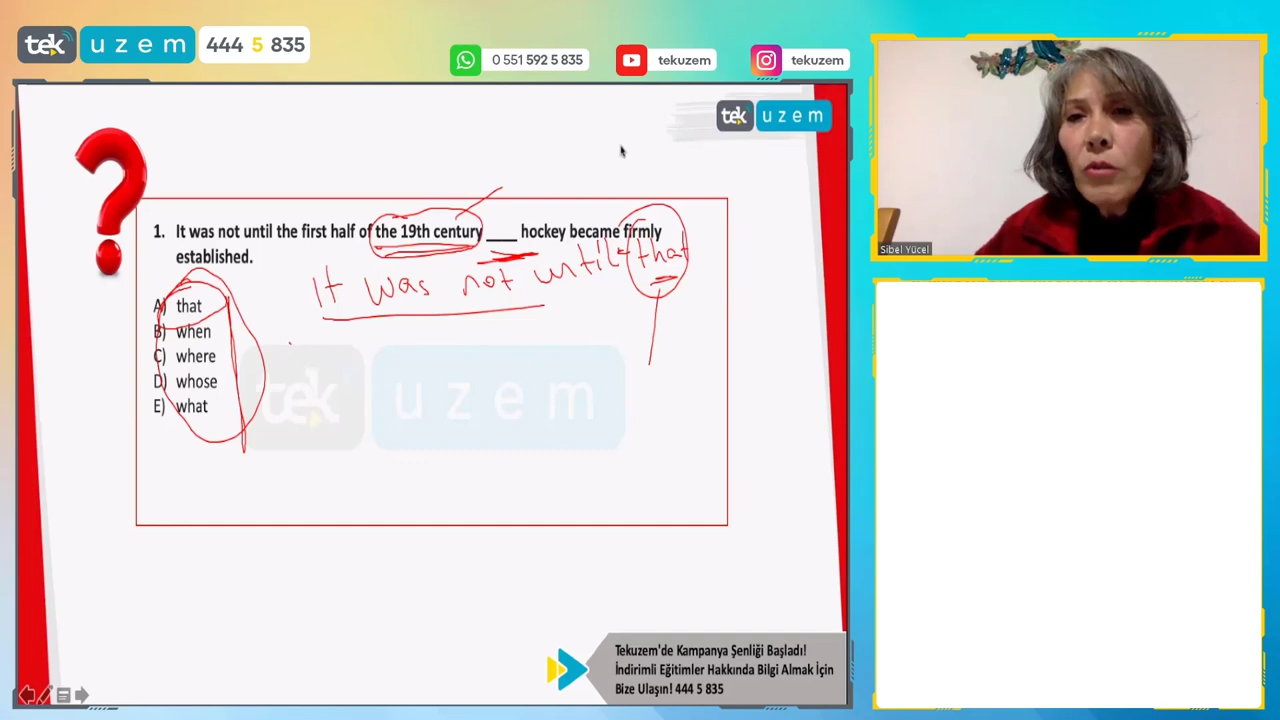 tek uzem 444 5 835
0 551 592 5 835 tekuzem tekuzem
tek uzem
1. It was not until the first half of the 19th century ____ hockey became firmly
established.
It was not until that
A) that
B) when
C) where
D) whose
E) what
tek uzem
Tekuzem'de Kampanya Şenliği Başladı!
İndirimli Eğitimler Hakkında Bilgi Almak İçin
Bize Ulaşın! 444 5 835
Sibel Yücel